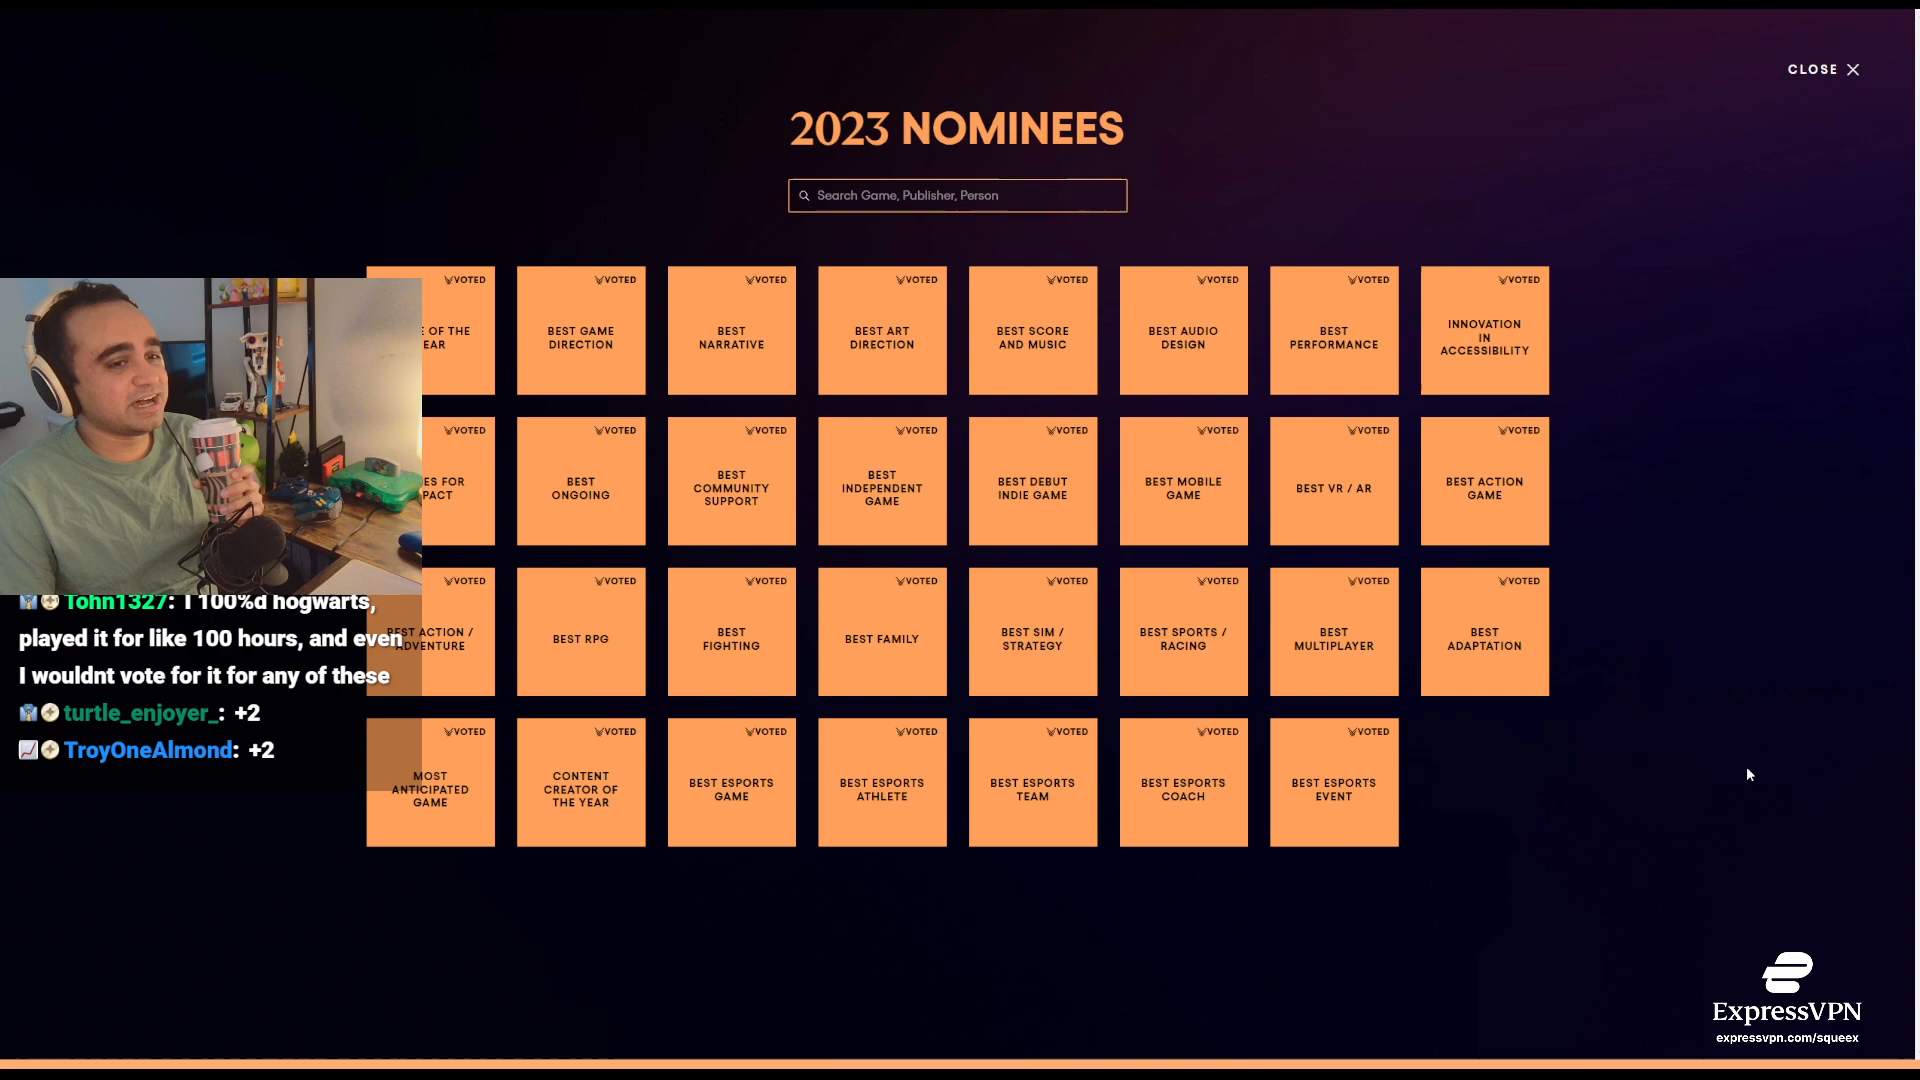 CLOSE
2023 NOMINEES
Search Game, Publisher, Person
VOTED
VOTED
VOTED
VOTED
VOTED
VOTED
VOTED
VOTED
OF THE
EAR
BEST GAME
DIRECTION
BEST
NARRATIVE
BEST ART
DIRECTION
BEST SCORE
AND MUSIC
BEST AUDIO
DESIGN
BEST
PERFORMANCE
INNOVATION
IN
ACCESSIBILITY
VOTED
VOTED
VOTED
VOTED
VOTED
VOTED
VOTED
VOTED
ES FOR
PACT
BEST
ONGOING
BEST
COMMUNITY
SUPPORT
BEST
INDEPENDENT
GAME
BEST DEBUT
INDIE GAME
BEST MOBILE
GAME
BEST VR / AR
BEST ACTION
GAME
VOTED
VOTED
VOTED
VOTED
VOTED
VOTED
VOTED
VOTED
BEST ACTION /
ADVENTURE
BEST RPG
BEST
FIGHTING
BEST FAMILY
BEST SIM /
STRATEGY
BEST SPORTS /
RACING
BEST
MULTIPLAYER
BEST
ADAPTATION
VOTED
VOTED
VOTED
VOTED
VOTED
VOTED
VOTED
MOST
ANTICIPATED
GAME
CONTENT
CREATOR OF
THE YEAR
BEST ESPORTS
GAME
BEST ESPORTS
ATHLETE
BEST ESPORTS
TEAM
BEST ESPORTS
COACH
BEST ESPORTS
EVENT
Tohn1327: I 100%d hogwarts,
played it for like 100 hours, and even
I wouldnt vote for it for any of these
turtle_enjoyer_: +2
TroyOneAlmond: +2
ExpressVPN
expressvpn.com/squeex